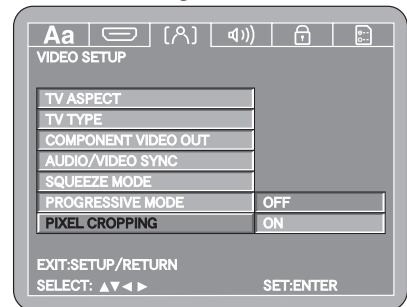 Aa
VIDEO SETUP
TV ASPECT
TV TYPE
COMPONENT VIDEO OUT
AUDIO/VIDEO SYNC
SQUEEZE MODE
PROGRESSIVE MODE OFF
PIXEL CROPPING ON
EXIT:SETUP/RETURN
SELECT: ▲▼◄► SET:ENTER